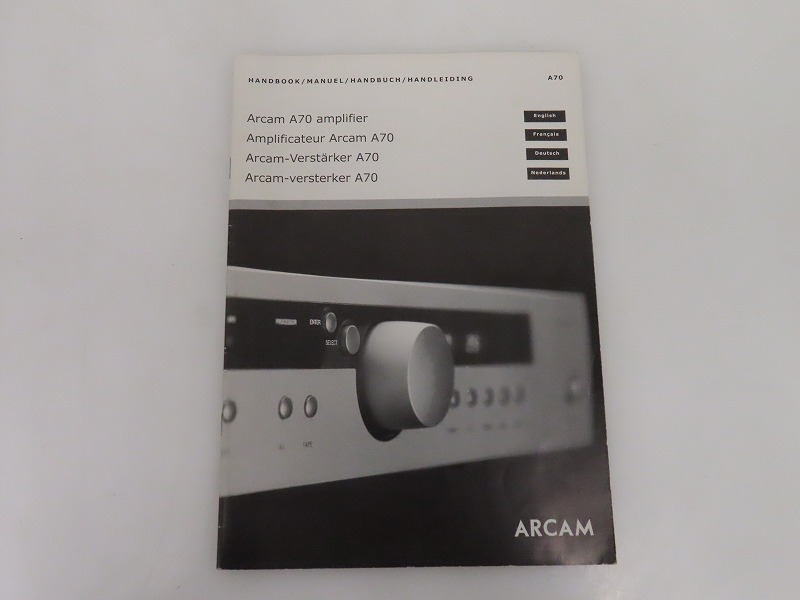 HANDBOOK/MANUEL/HANDBUCH/HANDLEIDING A70
Arcam A70 amplifier English
Amplificateur Arcam A70 Français
Arcam-Verstärker A70 Deutsch
Arcam-versterker A70 Nederlands
ENTER
SELECT
TAPE
ARCAM